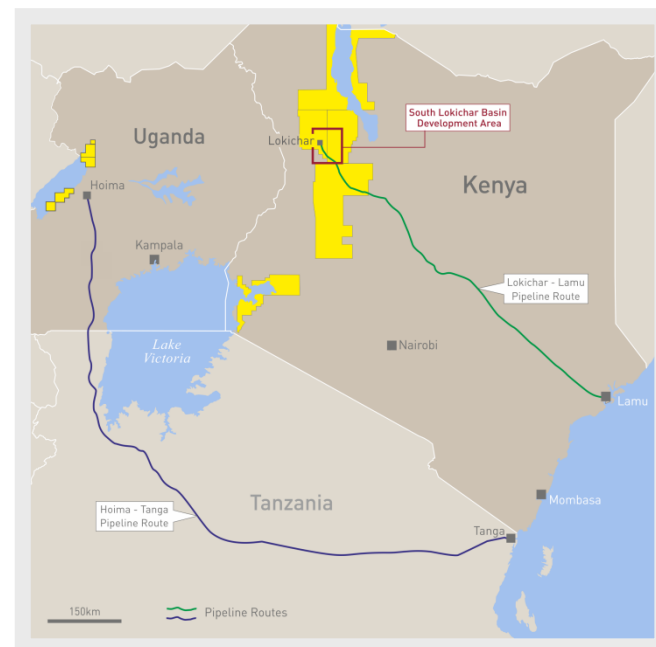 South Lokichar Basin
Development Area
Uganda
Lokichar
Kenya
Hoima
Kampala
Lokichar - Lamu
Pipeline Route
Lake
Victoria
Nairobi
Lamu
Mombasa
Tanzania
Hoima - Tanga
Pipeline Route
Tanga
150km
Pipeline Routes